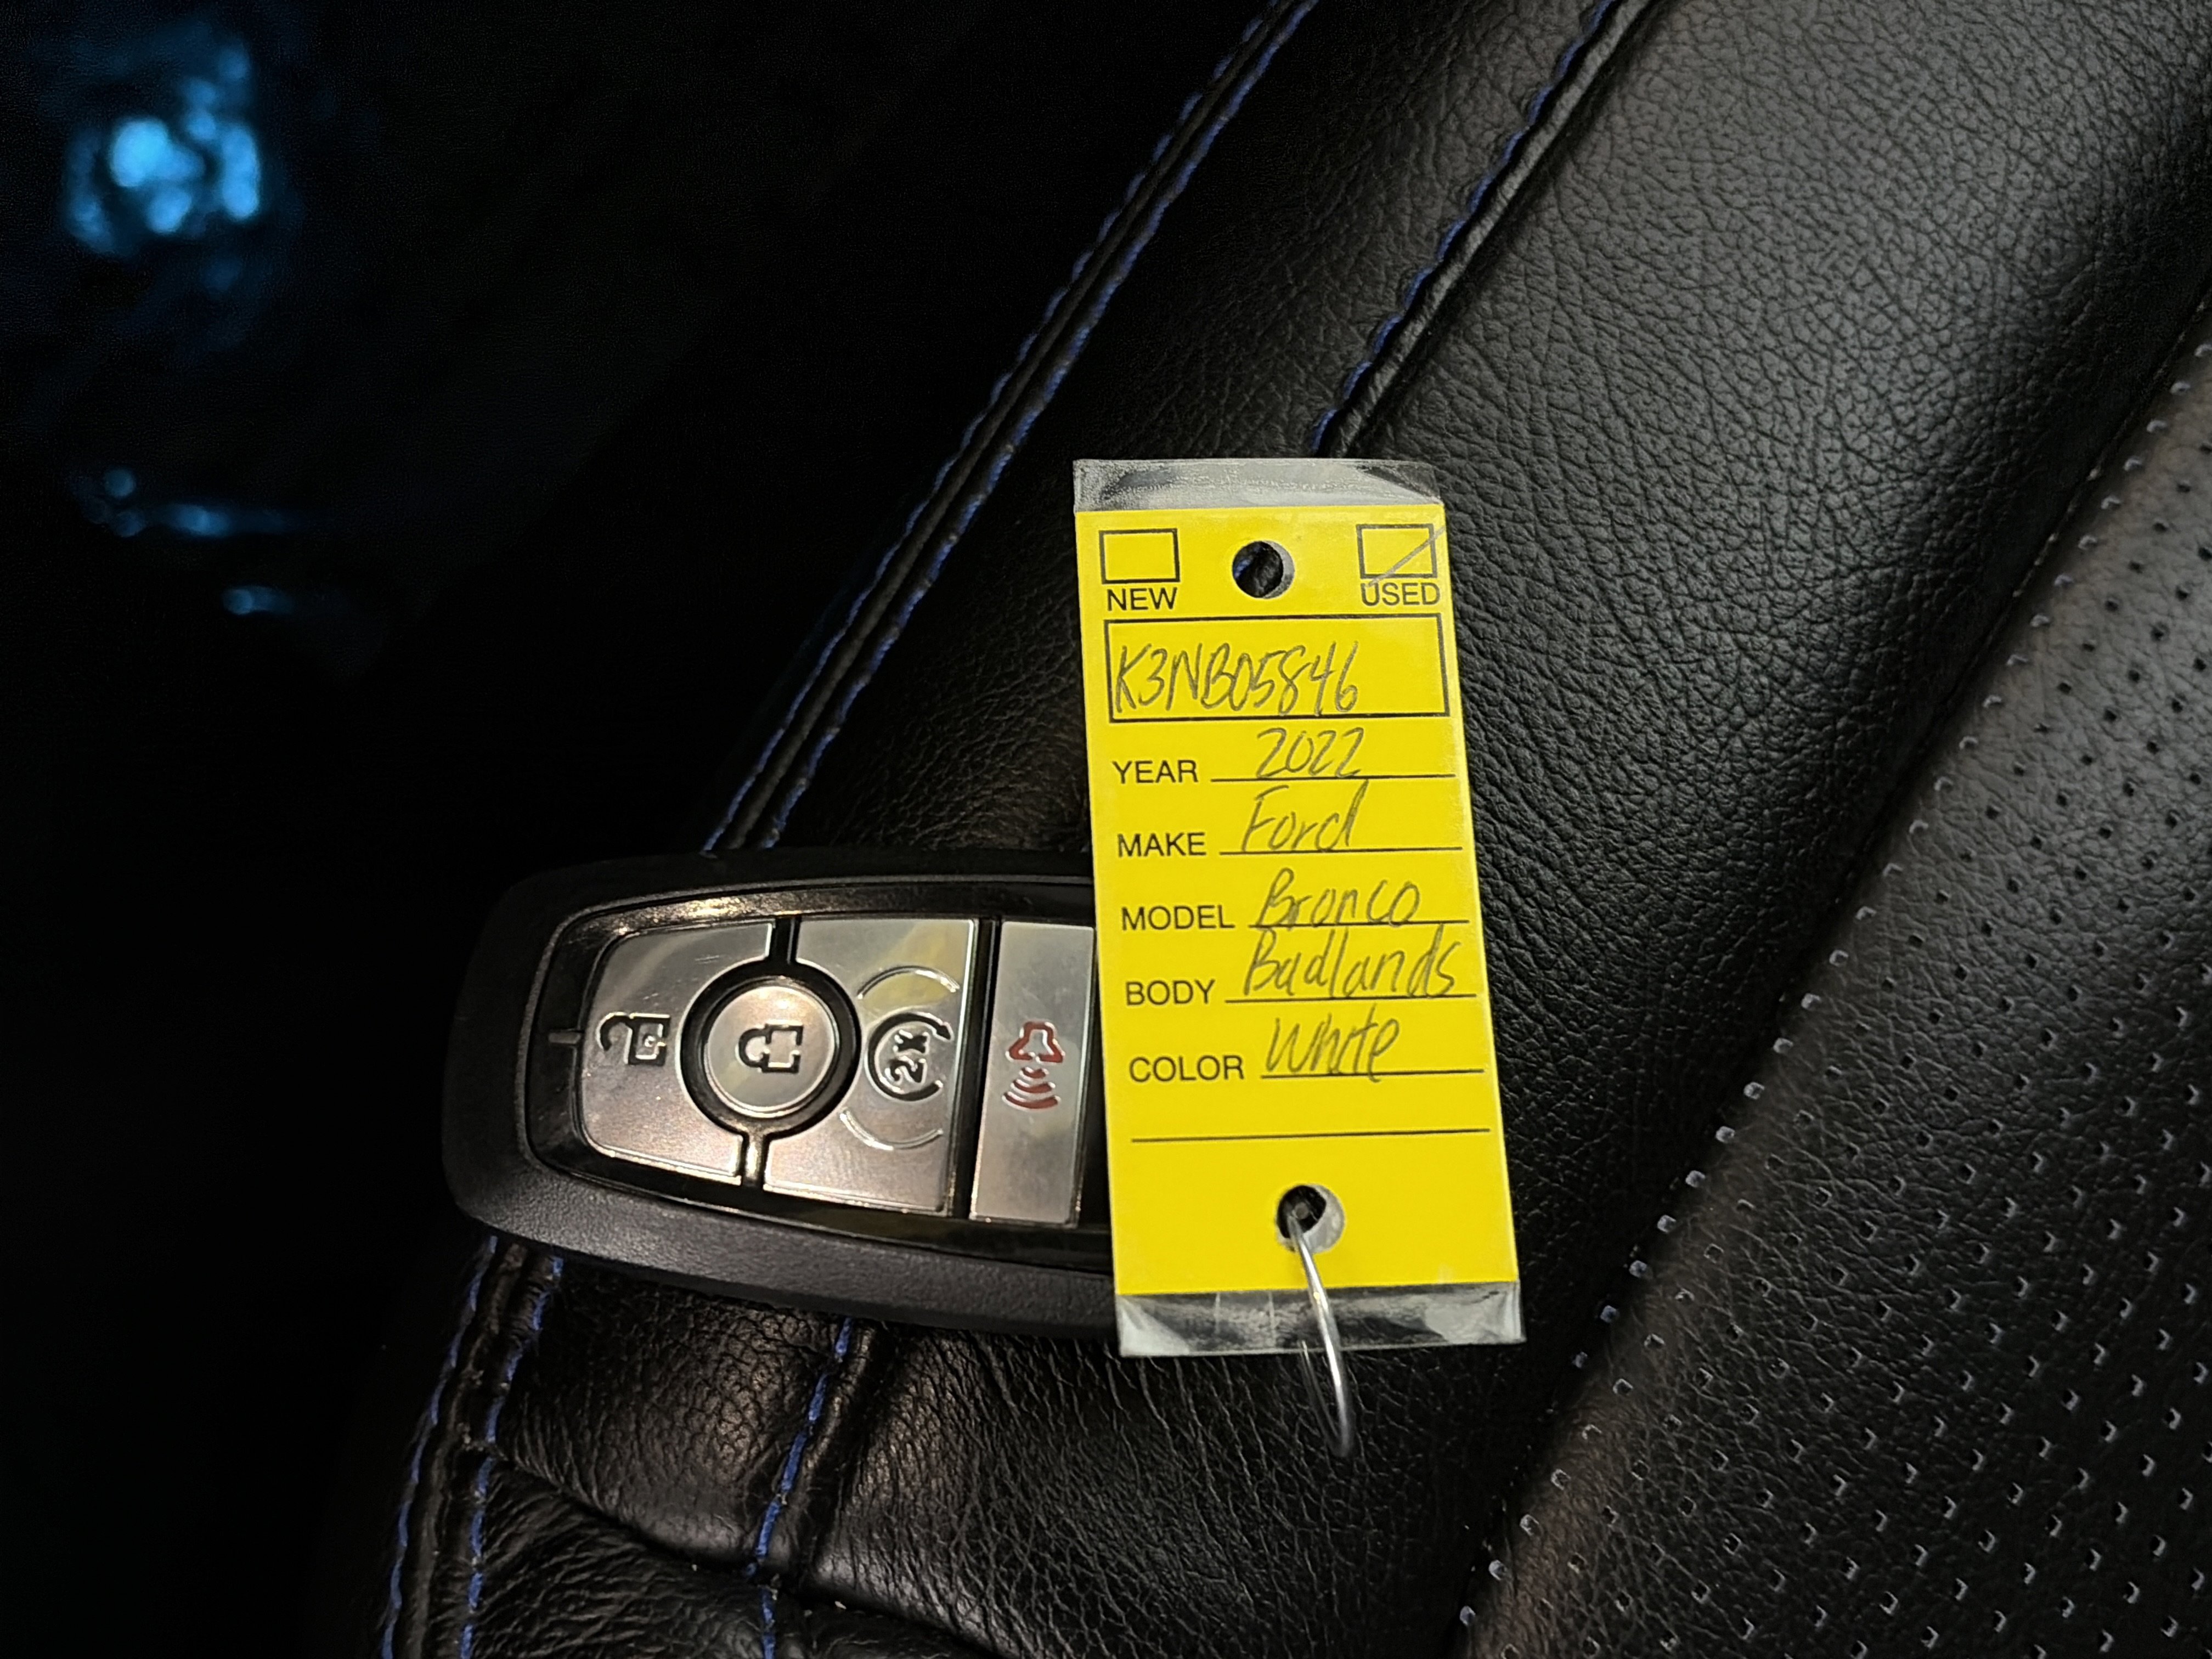 NEW USED
K3NB05846
YEAR 2022
MAKE Ford
MODEL Bronco
BODY Badlands
COLOR White
2x